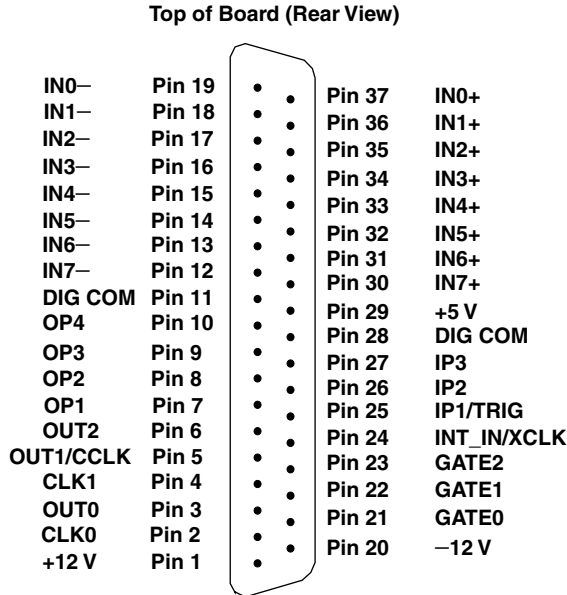 Top of Board (Rear View)
IN0– Pin 19
IN1– Pin 18
IN2– Pin 17
IN3– Pin 16
IN4– Pin 15
IN5– Pin 14
IN6– Pin 13
IN7– Pin 12
DIG COM Pin 11
OP4 Pin 10
OP3 Pin 9
OP2 Pin 8
OP1 Pin 7
OUT2 Pin 6
OUT1/CCLK Pin 5
CLK1 Pin 4
OUT0 Pin 3
CLK0 Pin 2
+12 V Pin 1
Pin 37 IN0+
Pin 36 IN1+
Pin 35 IN2+
Pin 34 IN3+
Pin 33 IN4+
Pin 32 IN5+
Pin 31 IN6+
Pin 30 IN7+
Pin 29 +5 V
Pin 28 DIG COM
Pin 27 IP3
Pin 26 IP2
Pin 25 IP1/TRIG
Pin 24 INT_IN/XCLK
Pin 23 GATE2
Pin 22 GATE1
Pin 21 GATE0
Pin 20 –12 V